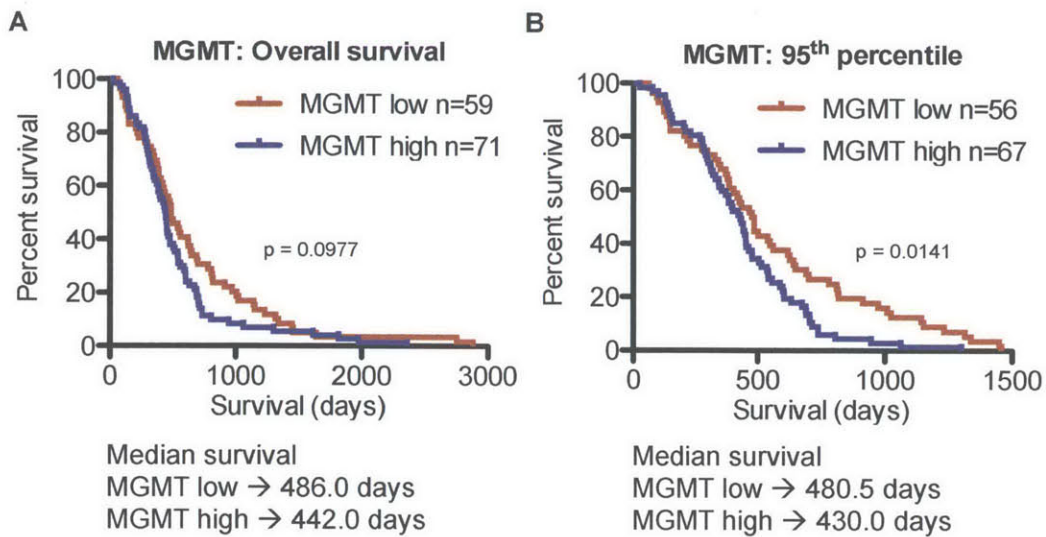 A
MGMT: Overall survival
100
80
60
40
20
0
Percent survival
MGMT low n=59
MGMT high n=71
p = 0.0977
0 1000 2000 3000
Survival (days)
Median survival
MGMT low → 486.0 days
MGMT high → 442.0 days
B
MGMT: 95th percentile
100
80
60
40
20
0
Percent survival
MGMT low n=56
MGMT high n=67
p = 0.0141
0 500 1000 1500
Survival (days)
Median survival
MGMT low → 480.5 days
MGMT high → 430.0 days